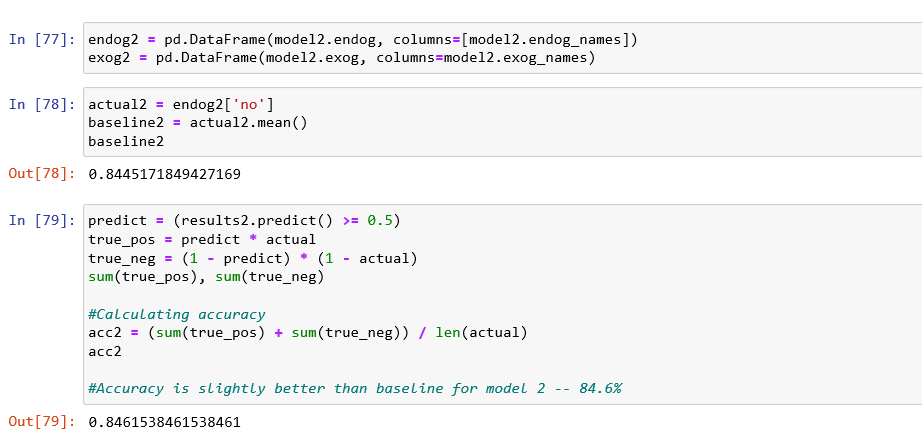 In [77]: endog2 = pd.DataFrame(model2.endog, columns=[model2.endog_names])
exog2 = pd.DataFrame(model2.exog, columns=model2.exog_names)
In [78]: actual2 = endog2['no']
baseline2 = actual2.mean()
baseline2
Out[78]: 0.8445171849427169
In [79]: predict = (results2.predict() >= 0.5)
true_pos = predict * actual
true_neg = (1 - predict) * (1 - actual)
sum(true_pos), sum(true_neg)
#Calculating accuracy
acc2 = (sum(true_pos) + sum(true_neg)) / len(actual)
acc2
#Accuracy is slightly better than baseline for model 2 -- 84.6%
Out[79]: 0.8461538461538461